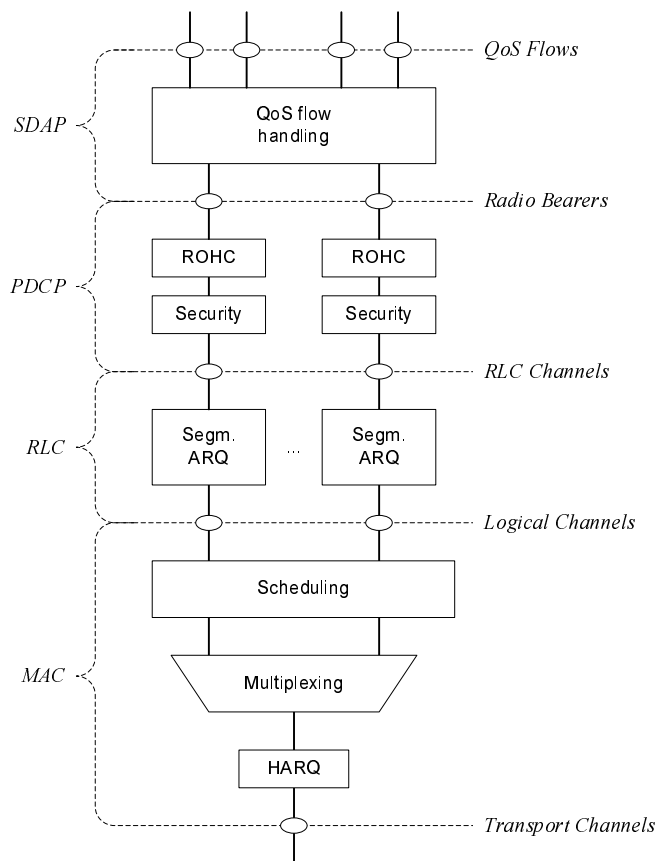 QoS Flows
SDAP
QoS flow
handling
Radio Bearers
ROHC
ROHC
PDCP
Security
Security
RLC Channels
RLC
Segm.
ARQ
...
Segm.
ARQ
Logical Channels
Scheduling
MAC
Multiplexing
HARQ
Transport Channels